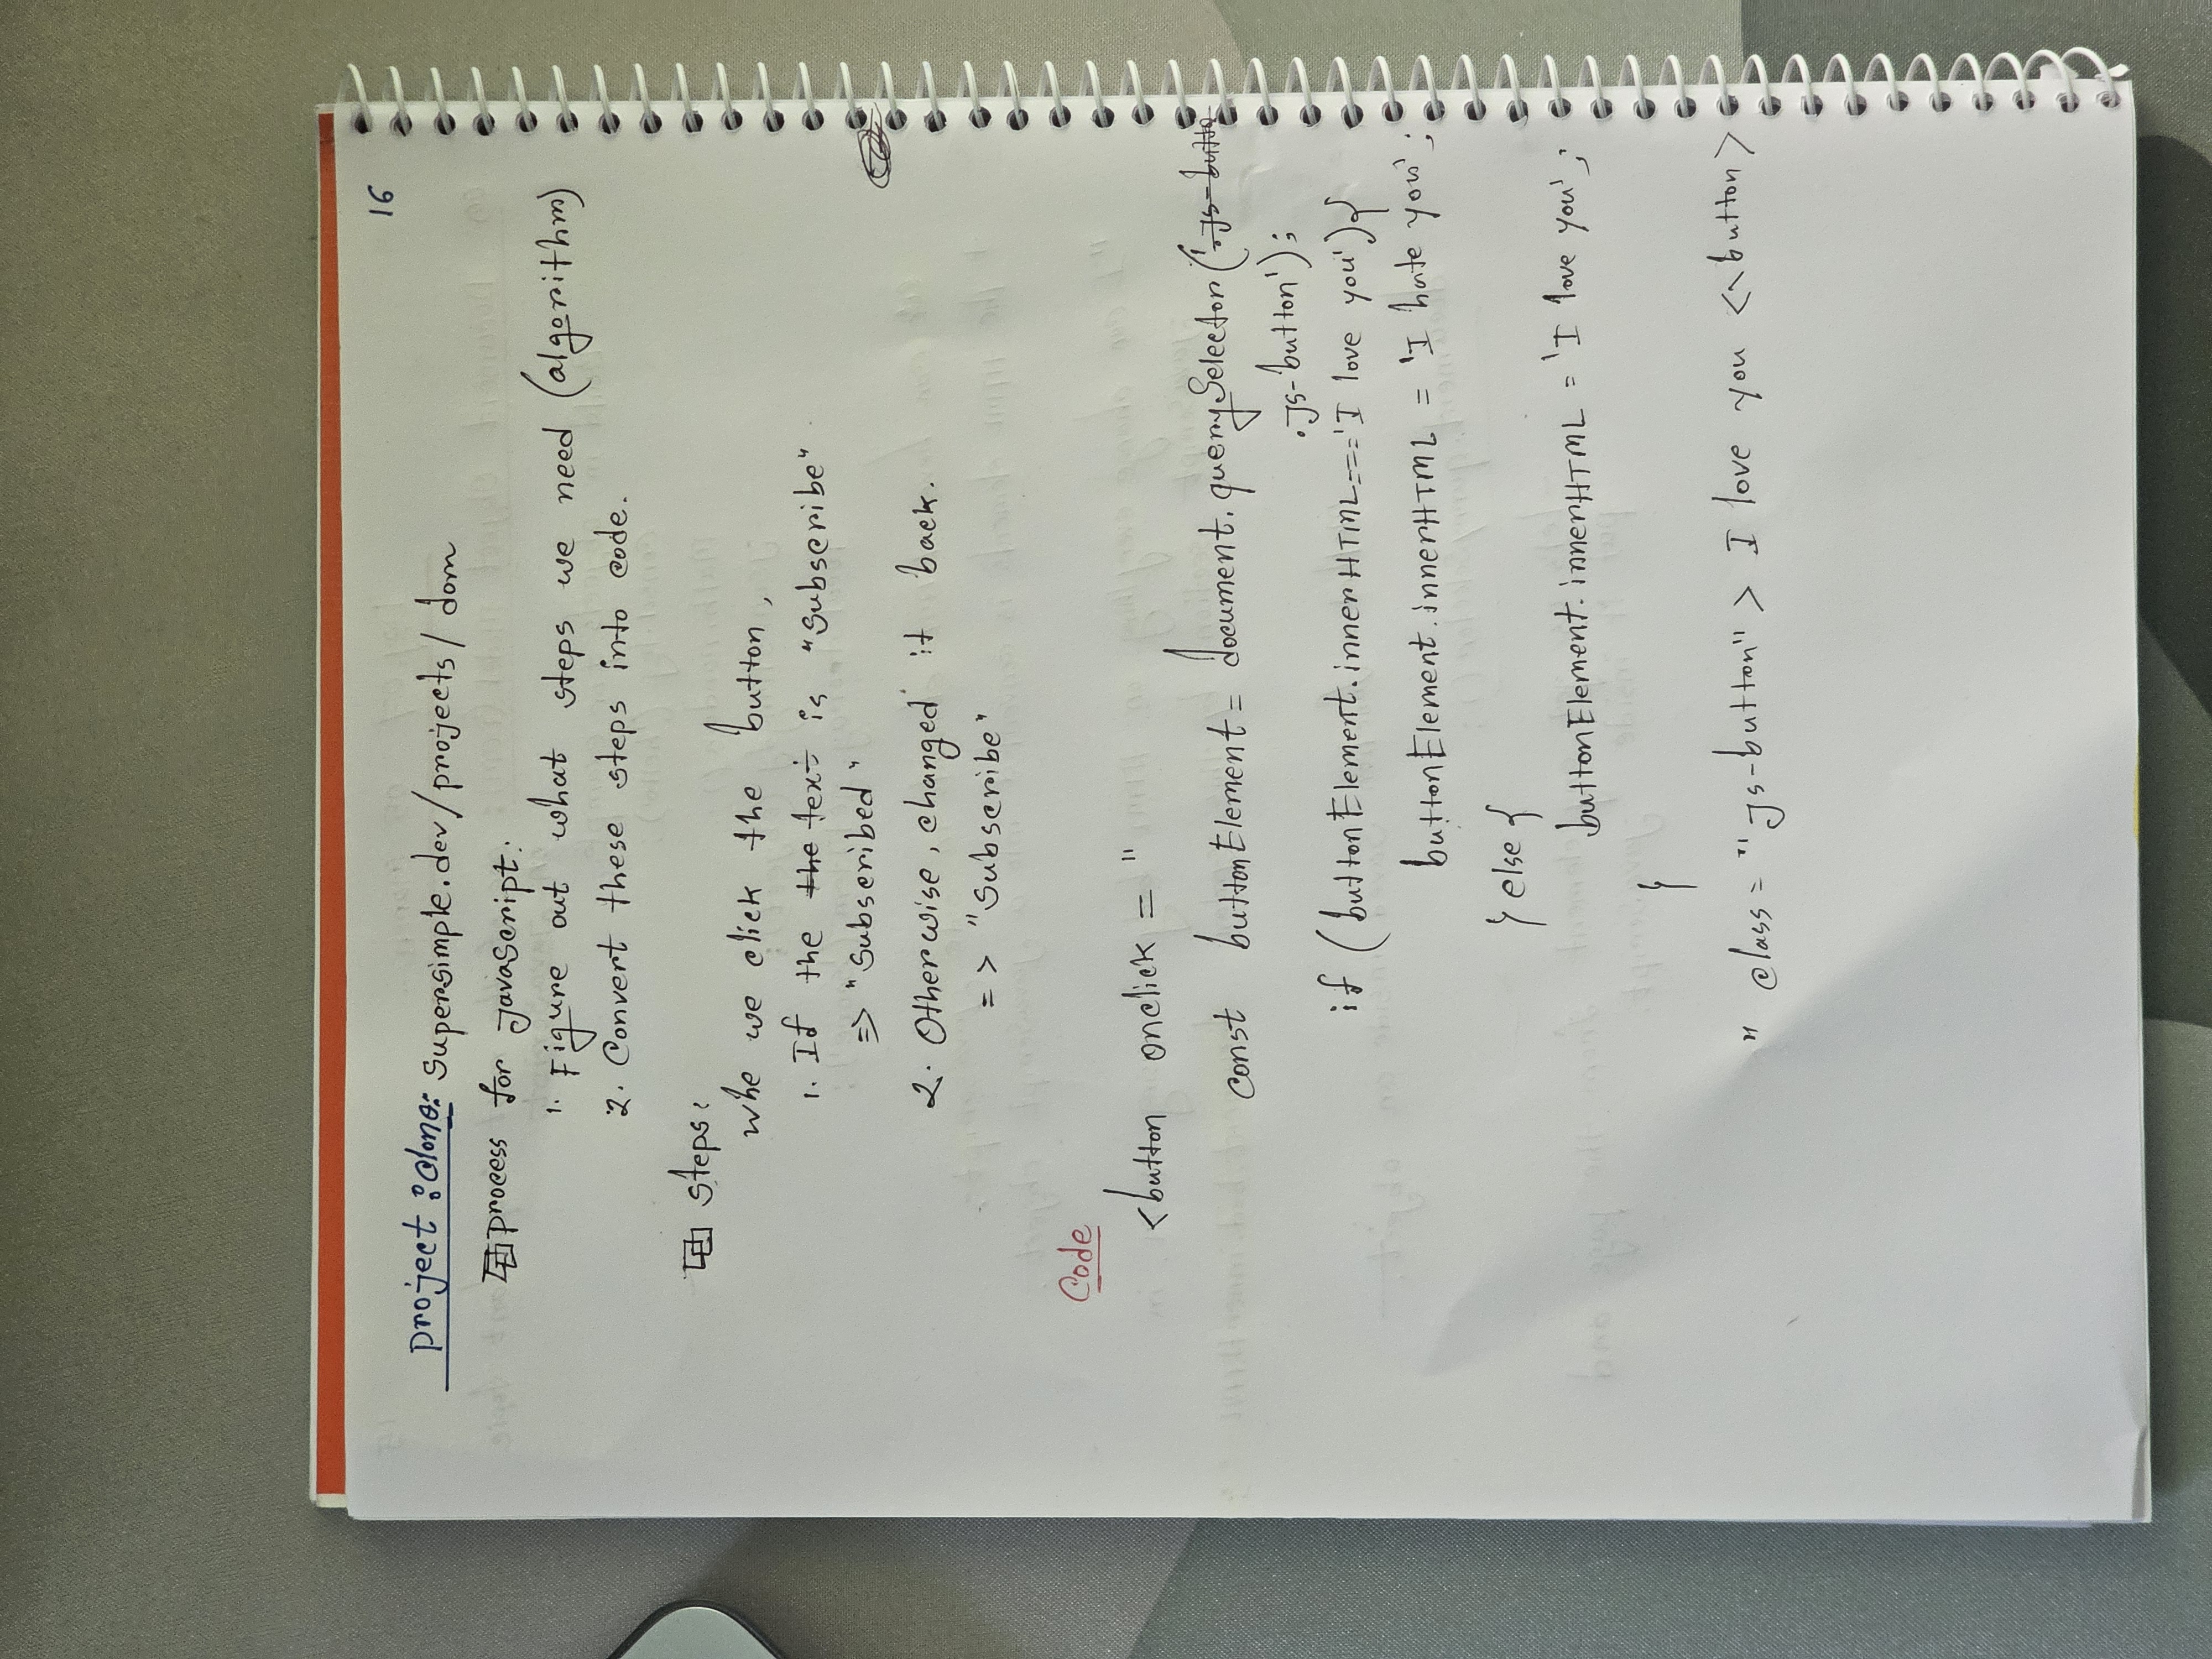 16
Project : Clone: supersimple.dev/projects/ dom
process for JavaScript:
1. Figure out what steps we need (algorithm)
2. Convert these steps into code.
steps:
Whe we click the button,
1. If the the text is "Subscribe"
=> "Subscribed"
2. Otherwise, changed it back.
=> "Subscribe"
Code
<button onclick = "
const buttonElement = document.querySelector('.js-butto
.js-button');
if (buttonElement.innerHTML==='I love you'){
buttonElement.innerHTML = 'I hate you';
} else {
buttonElement.innerHTML = 'I love you';
}
" class = "js-button" > I love you <\button>